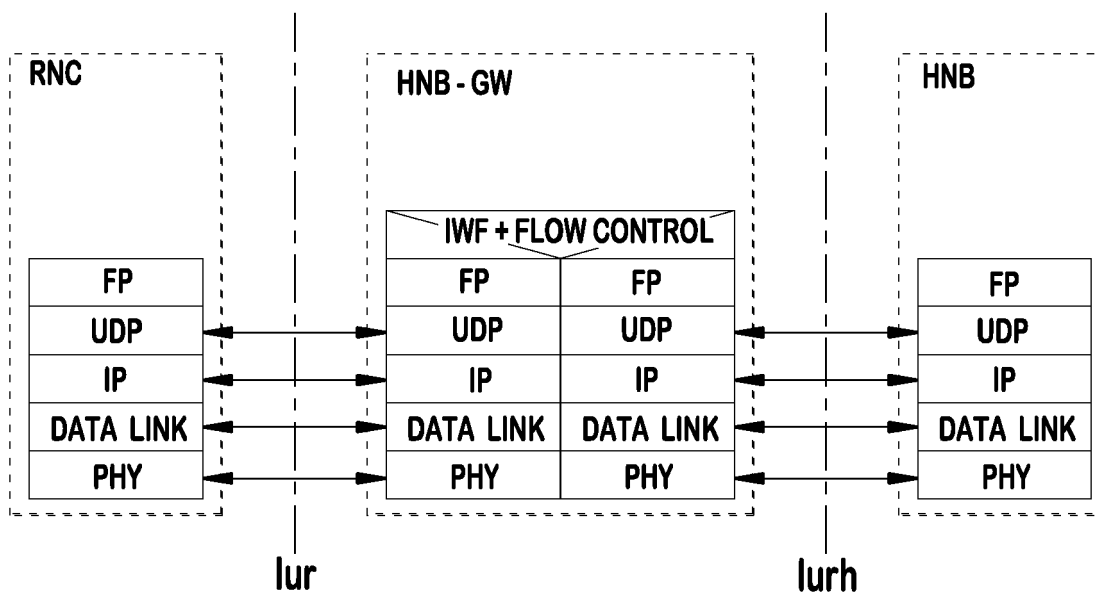 RNC
HNB - GW
HNB
IWF + FLOW CONTROL
FP
FP
FP
FP
UDP
UDP
UDP
UDP
IP
IP
IP
IP
DATA LINK
DATA LINK
DATA LINK
DATA LINK
PHY
PHY
PHY
PHY
Iur
Iurh